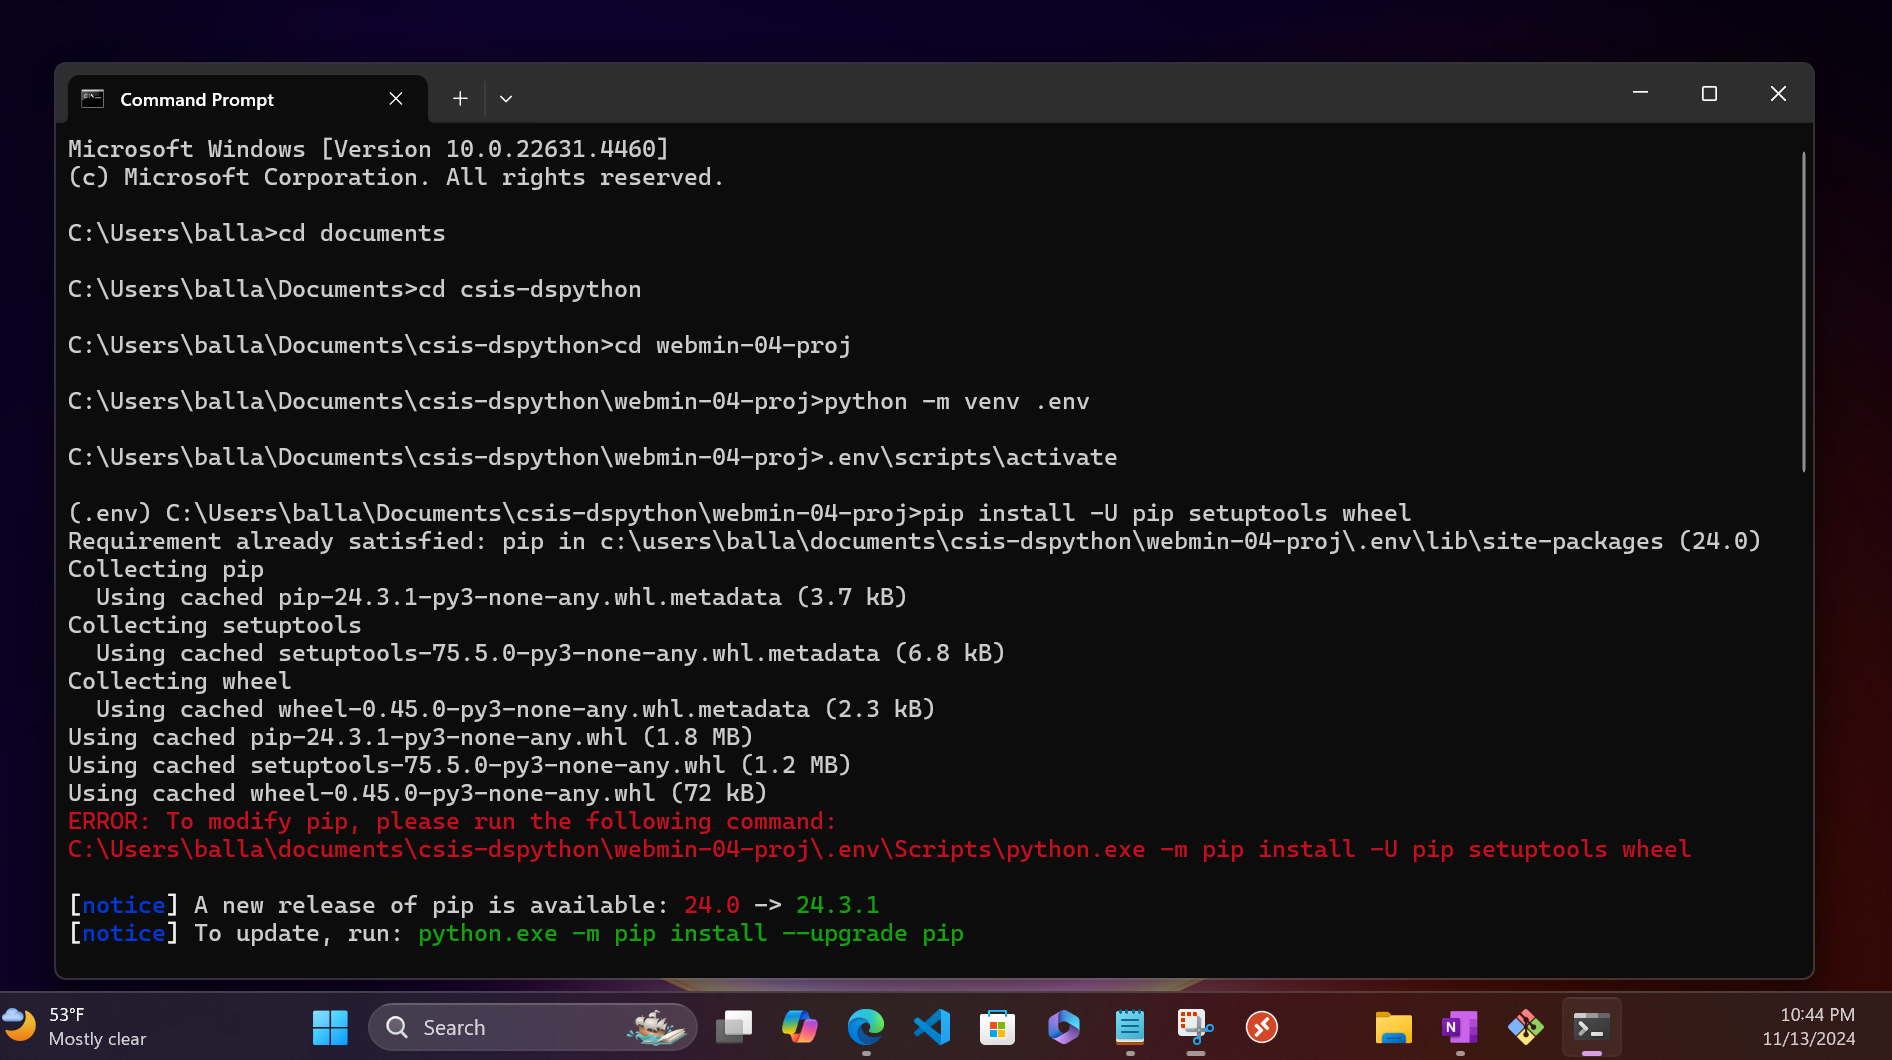 Command Prompt
Microsoft Windows [Version 10.0.22631.4460]
(c) Microsoft Corporation. All rights reserved.
C:\Users\balla>cd documents
C:\Users\balla\Documents>cd csis-dspython
C:\Users\balla\Documents\csis-dspython>cd webmin-04-proj
C:\Users\balla\Documents\csis-dspython\webmin-04-proj>python -m venv .env
C:\Users\balla\Documents\csis-dspython\webmin-04-proj>.env\scripts\activate
(.env) C:\Users\balla\Documents\csis-dspython\webmin-04-proj>pip install -U pip setuptools wheel
Requirement already satisfied: pip in c:\users\balla\documents\csis-dspython\webmin-04-proj\.env\lib\site-packages (24.0)
Collecting pip
  Using cached pip-24.3.1-py3-none-any.whl.metadata (3.7 kB)
Collecting setuptools
  Using cached setuptools-75.5.0-py3-none-any.whl.metadata (6.8 kB)
Collecting wheel
  Using cached wheel-0.45.0-py3-none-any.whl.metadata (2.3 kB)
Using cached pip-24.3.1-py3-none-any.whl (1.8 MB)
Using cached setuptools-75.5.0-py3-none-any.whl (1.2 MB)
Using cached wheel-0.45.0-py3-none-any.whl (72 kB)
ERROR: To modify pip, please run the following command:
C:\Users\balla\documents\csis-dspython\webmin-04-proj\.env\Scripts\python.exe -m pip install -U pip setuptools wheel
[notice] A new release of pip is available: 24.0 -> 24.3.1
[notice] To update, run: python.exe -m pip install --upgrade pip
53°F
Mostly clear
Search
N
10:44 PM
11/13/2024